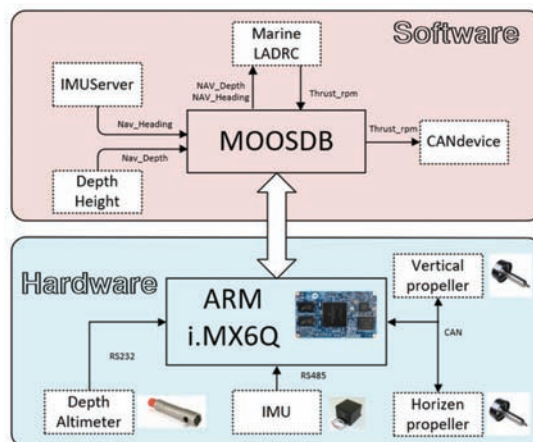 Software
Marine
LADRC
IMUServer
NAV_Depth
NAV_Heading
Thrust_rpm
Nav_Heading
MOOSDB
Thrust_rpm
CANdevice
Nav_Depth
Depth
Height
Hardware
ARM
i.MX6Q
Vertical
propeller
RS232
RS485
CAN
Depth
Altimeter
IMU
Horizen
propeller